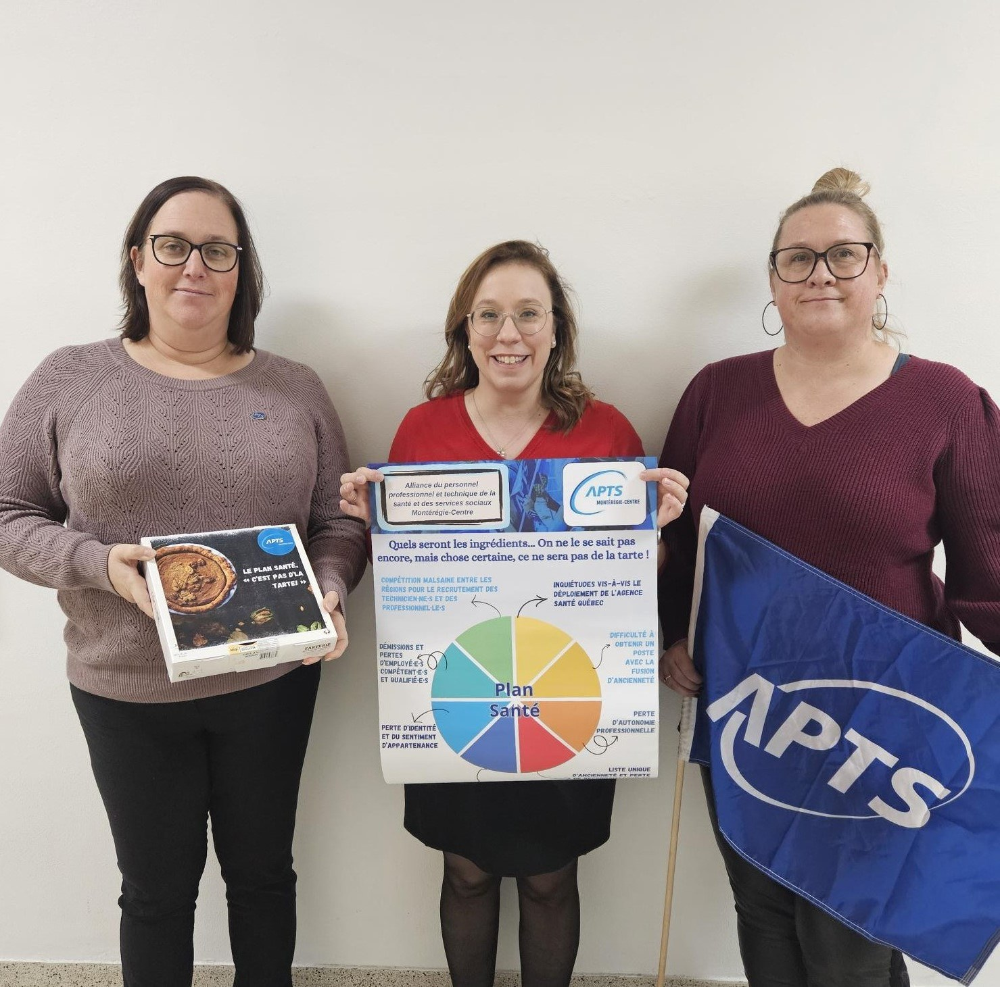 Alliance du personnel
professionnel et technique de la
santé et des services sociaux
Montérégie-Centre
APTS
MONTÉRÉGIE-CENTRE
Quels seront les ingrédients... On ne le se sait pas
encore, mais chose certaine, ce ne sera pas de la tarte !
COMPÉTITION MALSAINE ENTRE LES
RÉGIONS POUR LE RECRUTEMENT DES
TECHNICIEN·NE·S ET DES
PROFESSIONNEL·LE·S
INQUIÉTUDES VIS-À-VIS LE
DÉPLOIEMENT DE L'AGENCE
SANTÉ QUÉBEC
DÉMISSIONS ET
PERTES
D'EMPLOYÉ·E·S
COMPÉTENT·E·S
ET QUALIFIÉ·E·S
DIFFICULTÉ À
OBTENIR UN
POSTE
AVEC LA
FUSION
D'ANCIENNETÉ
Plan
Santé
PERTE D'IDENTITÉ
ET DU SENTIMENT
D'APPARTENANCE
PERTE
D'AUTONOMIE
PROFESSIONNELLE
LISTE UNIQUE
D'ANCIENNETÉ ET PERTE
APTS
LE PLAN SANTÉ,
« C'EST PAS D'LA
TARTE! »
TARTERIE
APTS